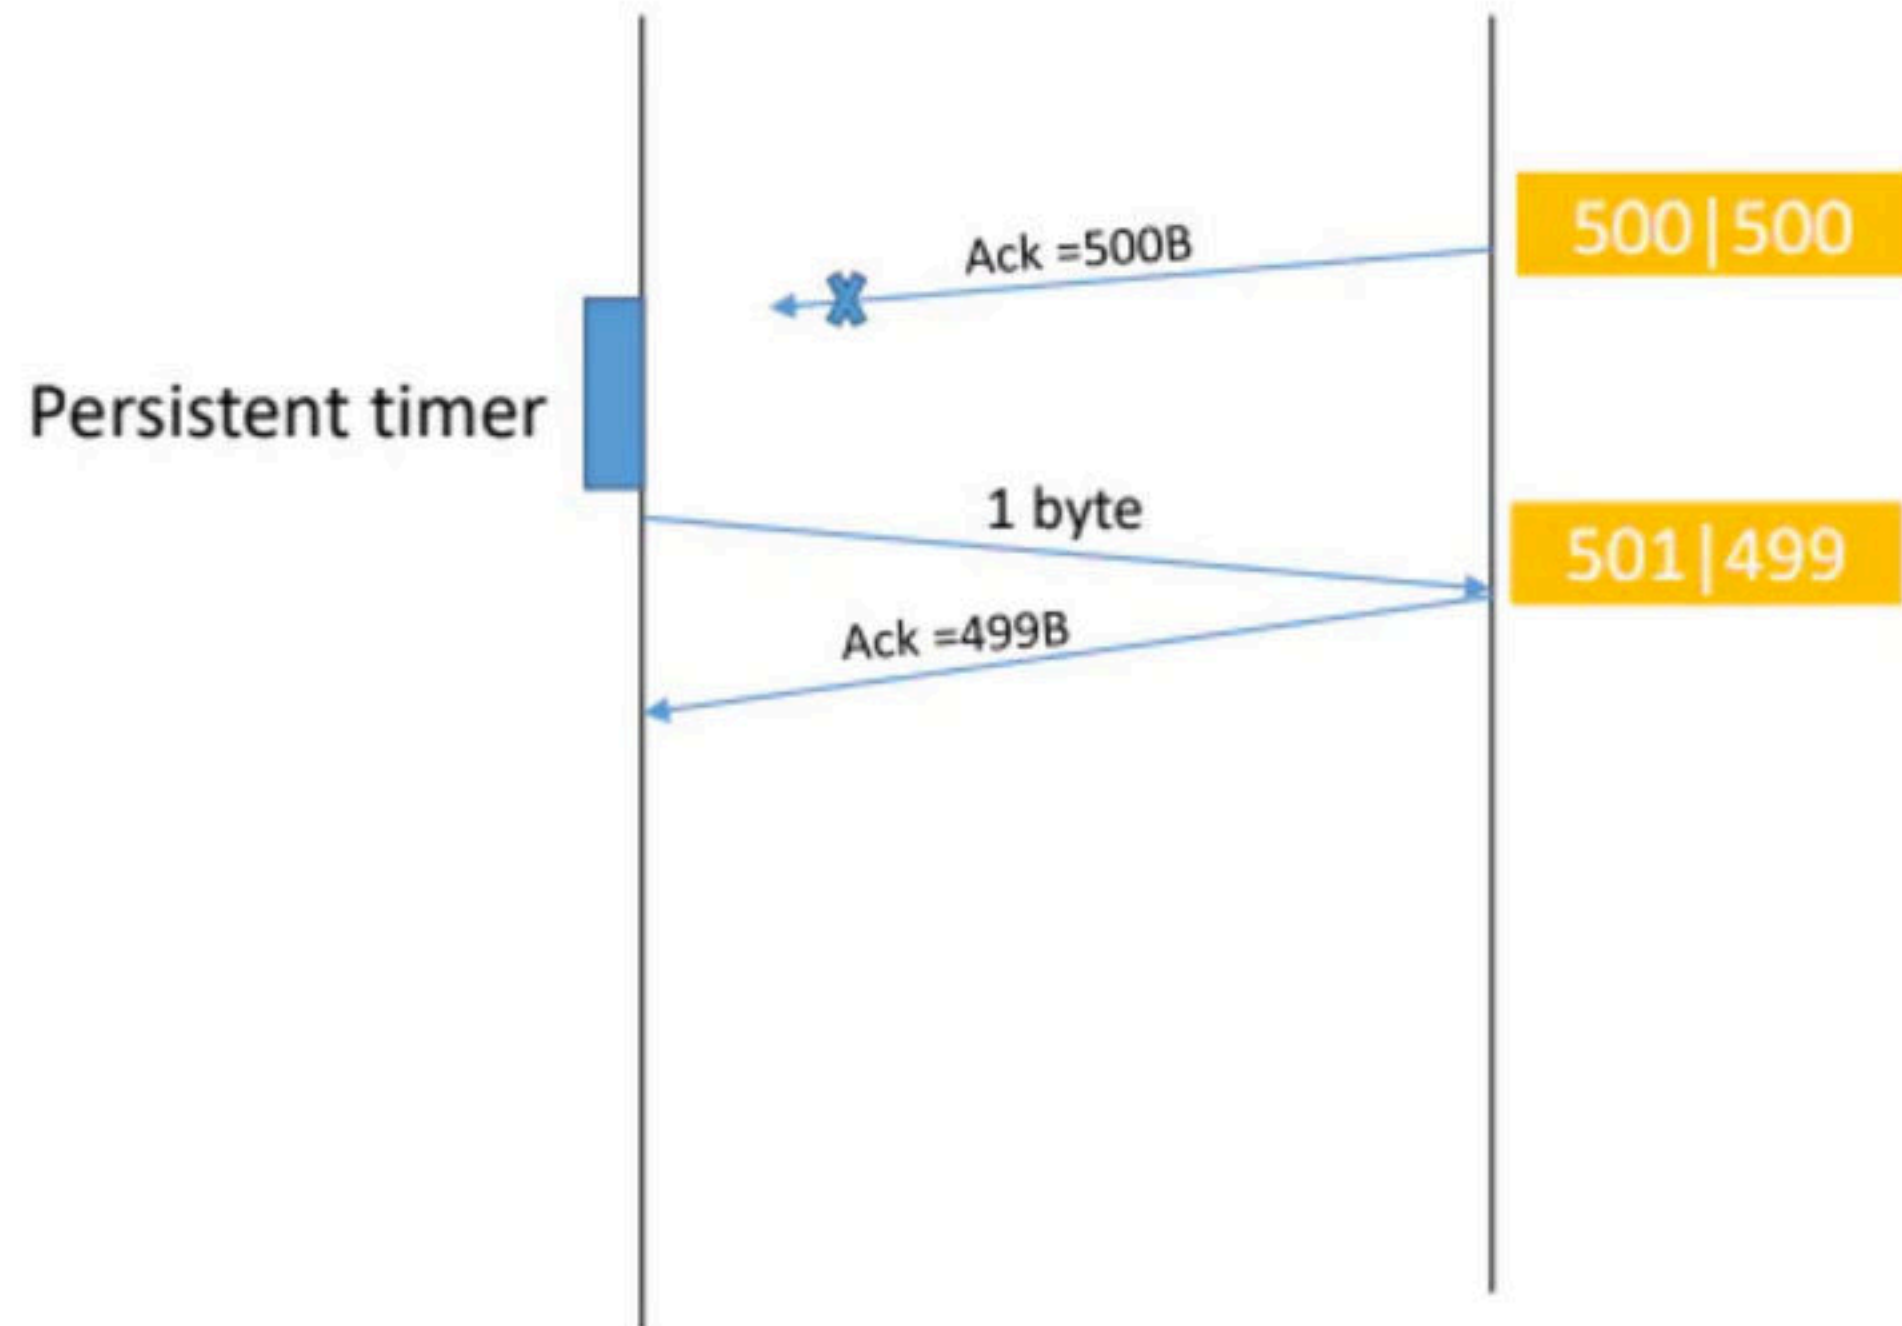 500|500
Ack =500B
Persistent timer
1 byte
501|499
Ack =499B